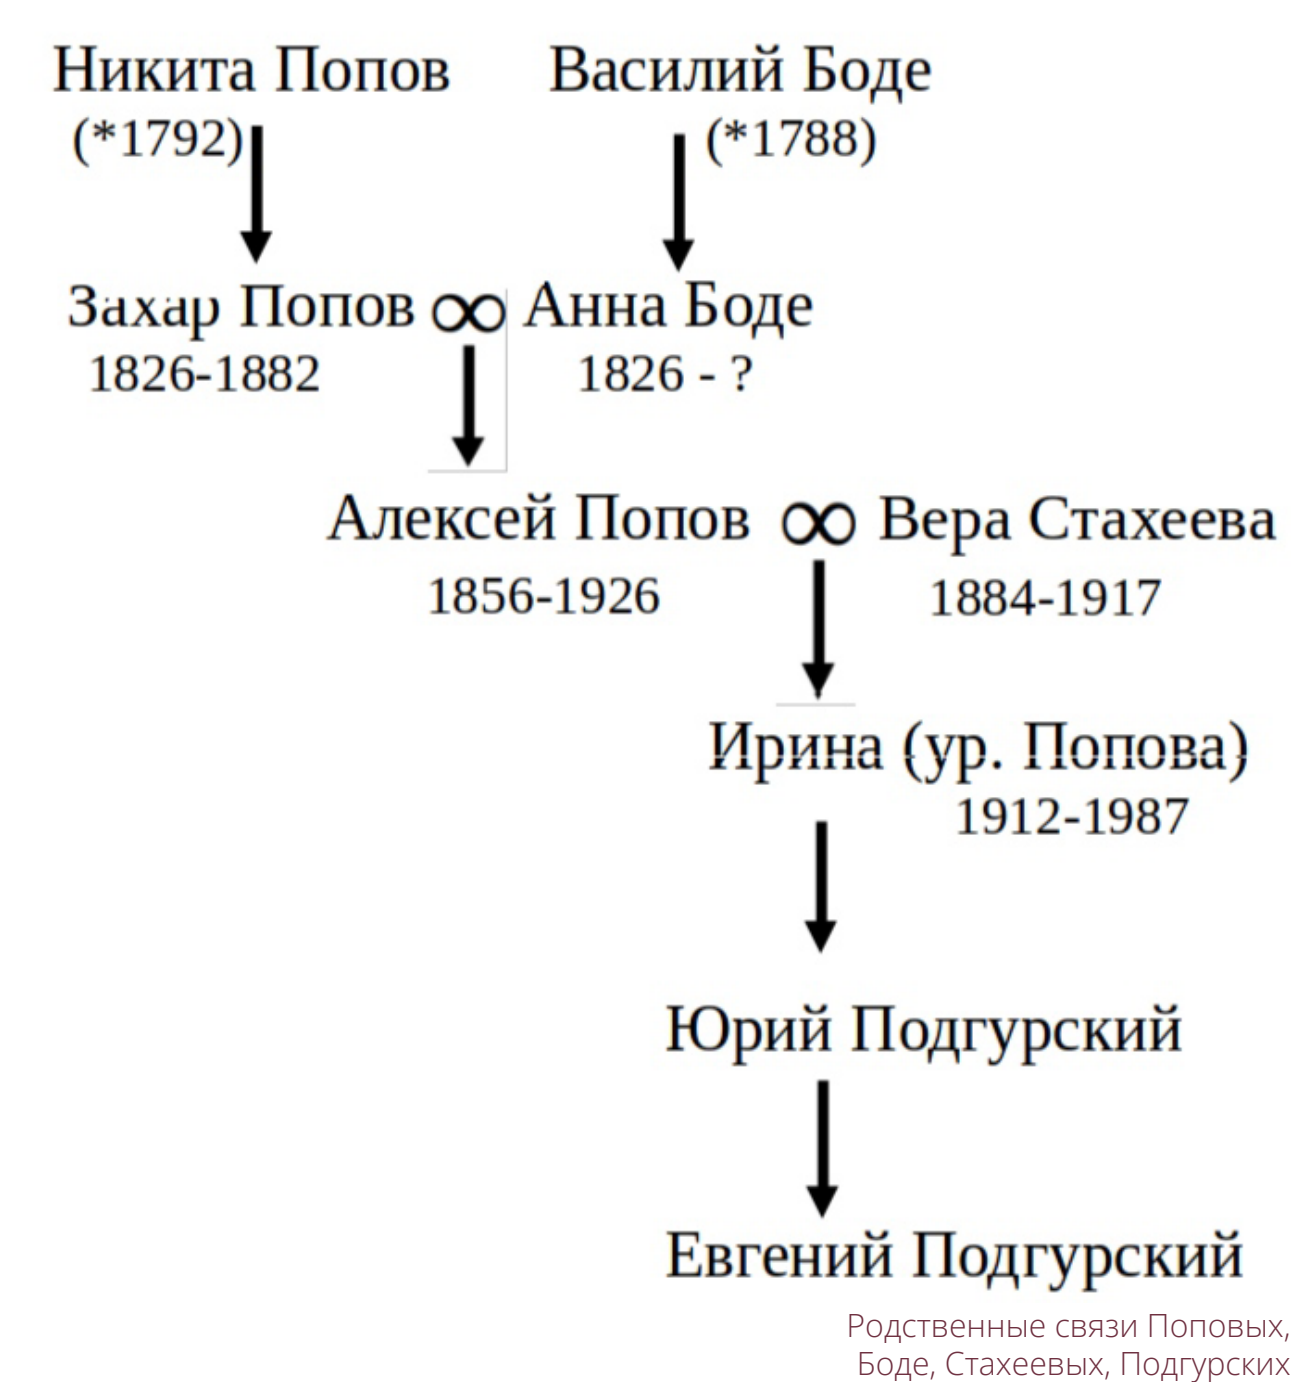 Никита Попов Василий Боде
(*1792) (*1788)
Захар Попов ∞ Анна Боде
1826-1882 1826 - ?
Алексей Попов ∞ Вера Стахеева
1856-1926 1884-1917
Ирина (ур. Попова)
1912-1987
Юрий Подгурский
Евгений Подгурский
Родственные связи Поповых,
Боде, Стахеевых, Подгурских